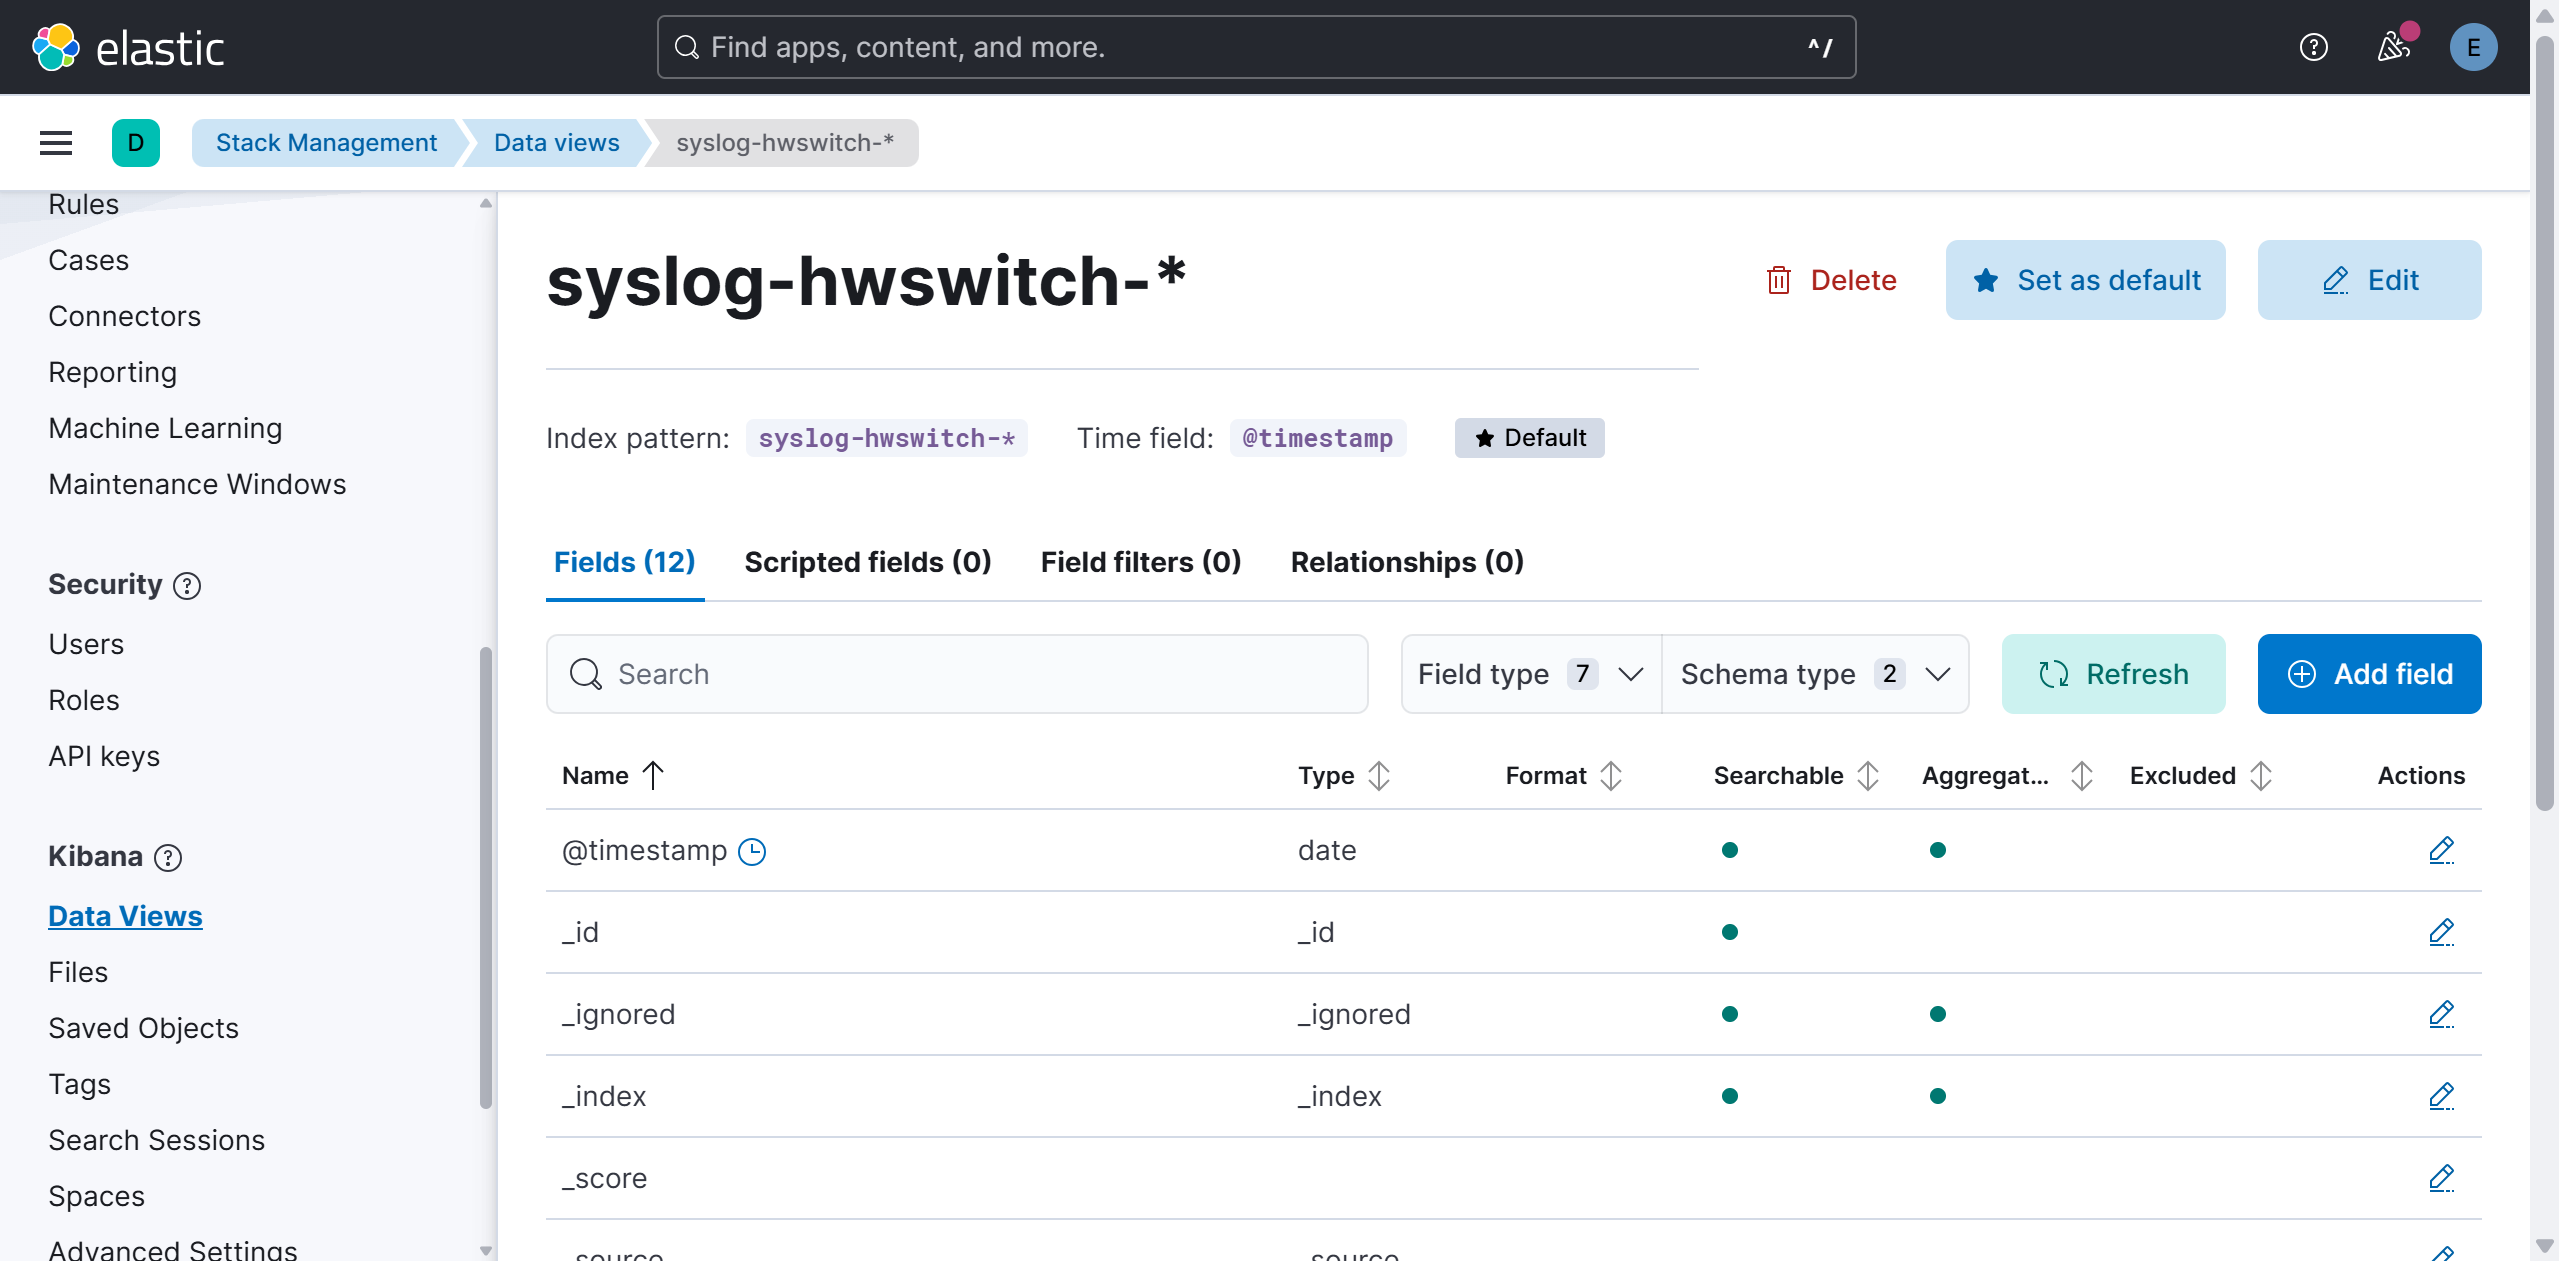 elastic
Find apps, content, and more.
^/
E
D
Stack Management
Data views
syslog-hwswitch-*
Rules
Cases
Connectors
Reporting
Machine Learning
Maintenance Windows
Security
Users
Roles
API keys
Kibana
Data Views
Files
Saved Objects
Tags
Search Sessions
Spaces
Advanced Settings
syslog-hwswitch-*
Delete
Set as default
Edit
Index pattern: syslog-hwswitch-* Time field: @timestamp Default
Fields (12) Scripted fields (0) Field filters (0) Relationships (0)
Search
Field type 7
Schema type 2
Refresh
Add field
Name Type Format Searchable Aggregat... Excluded Actions
@timestamp date
_id _id
_ignored _ignored
_index _index
_score
_source _source